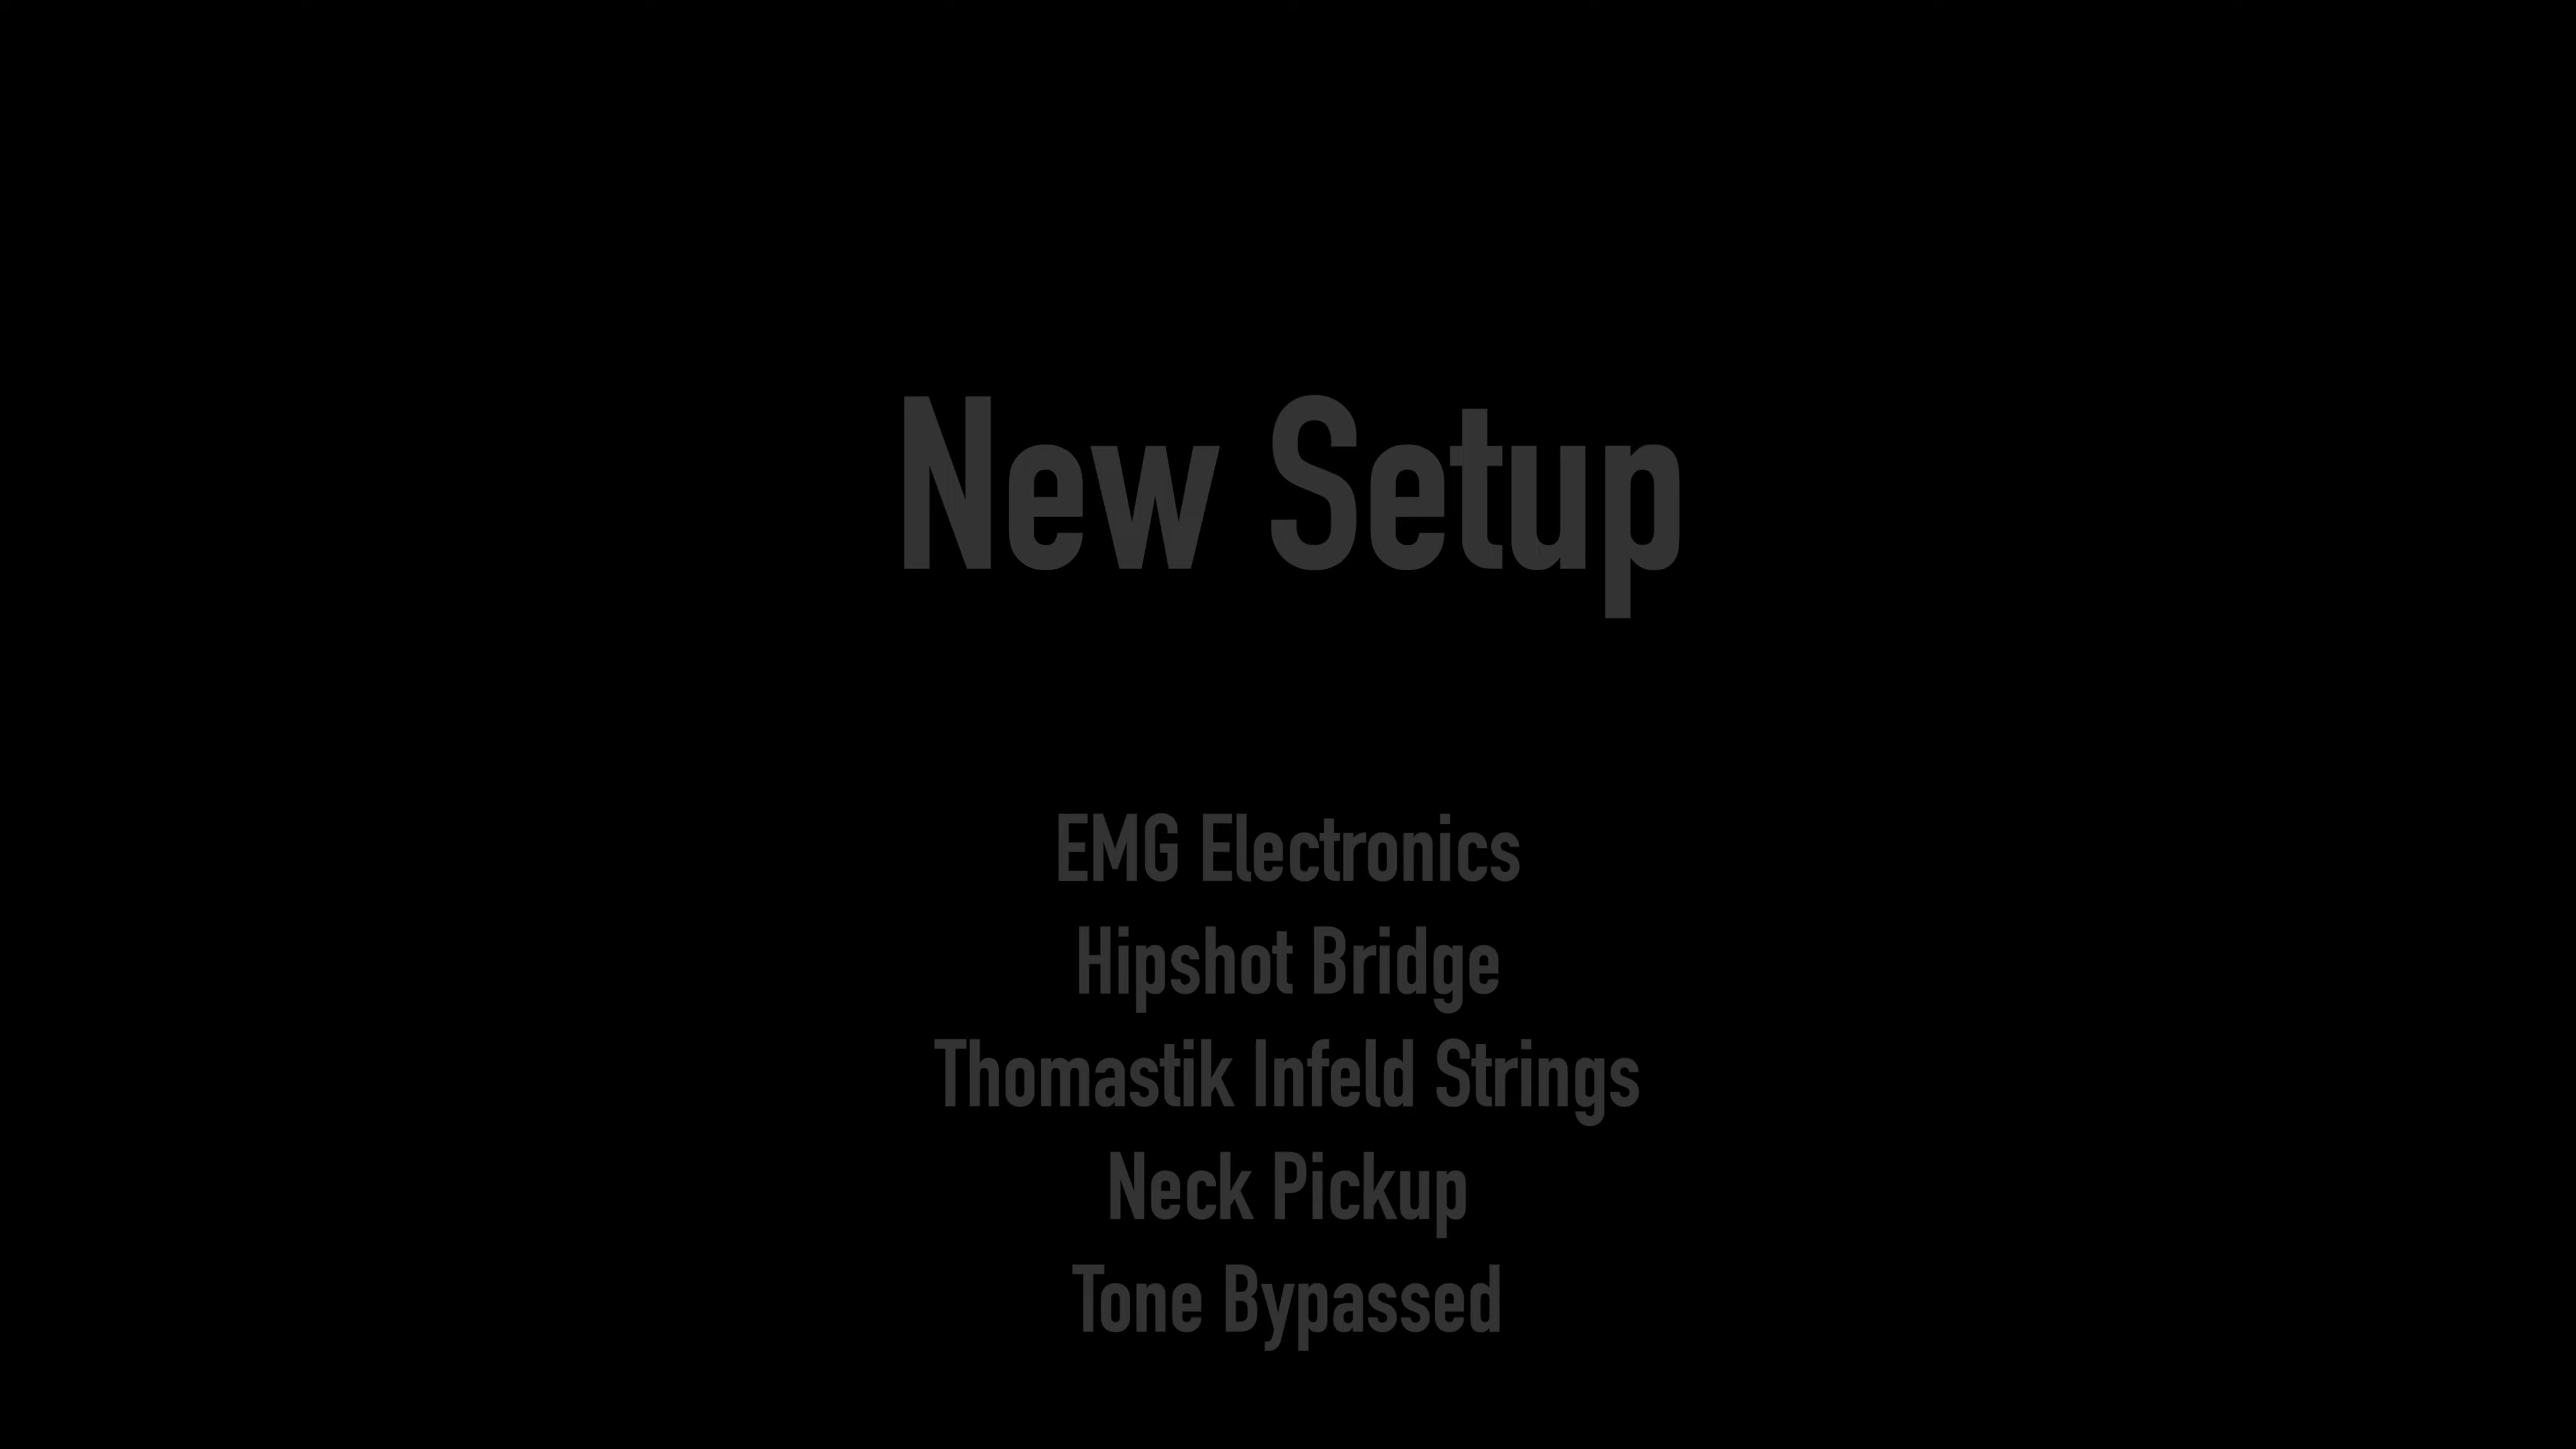 New Setup
EMG Electronics
Hipshot Bridge
Thomastik Infeld Strings
Neck Pickup
Tone Bypassed